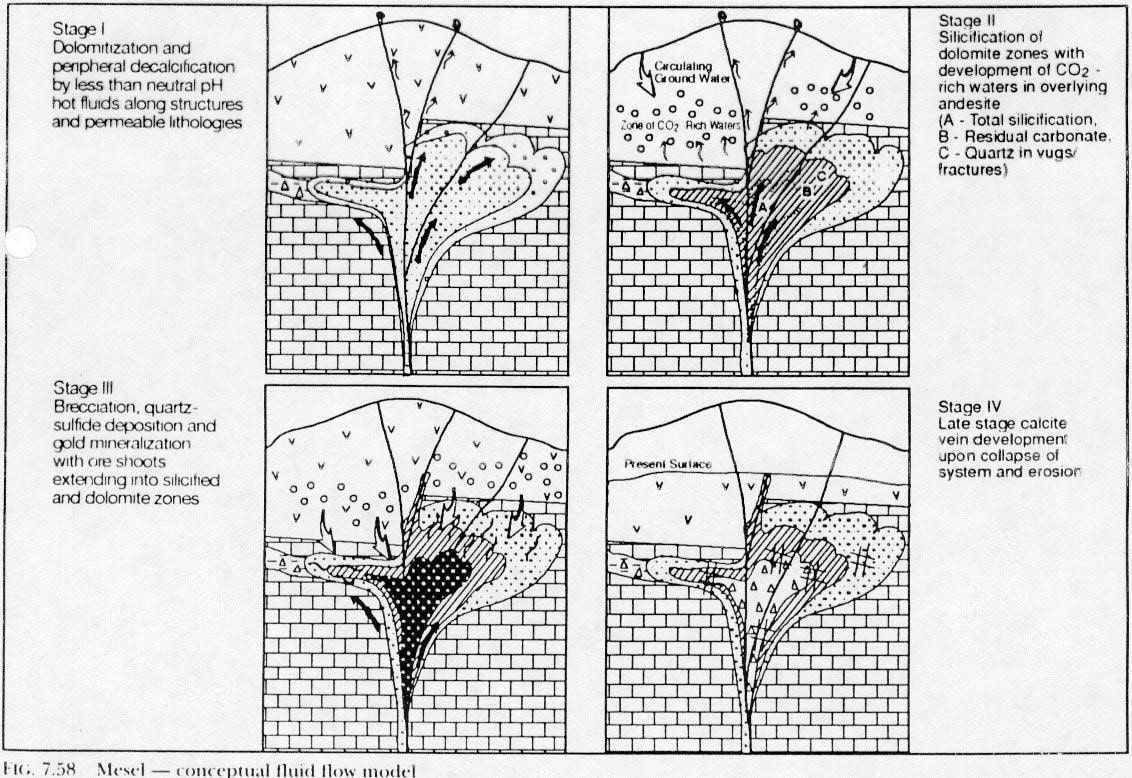 Stage I
Dolomitization and
peripheral decalcification
by less than neutral pH
hot fluids along structures
and permeable lithologies
Stage II
Silicification of
dolomite zones with
development of CO2 -
rich waters in overlying
andesite
(A - Total silicification,
B - Residual carbonate,
C - Quartz in vugs/
fractures)
Circulating
Ground Water
Zone of CO2 -Rich Waters
C
B
A
Stage III
Brecciation, quartz-
sulfide deposition and
gold mineralization
with ore shoots
extending into silicified
and dolomite zones
Stage IV
Late stage calcite
vein development
upon collapse of
system and erosion
Present Surface
FIG. 7.58 Mesel — conceptual fluid flow model